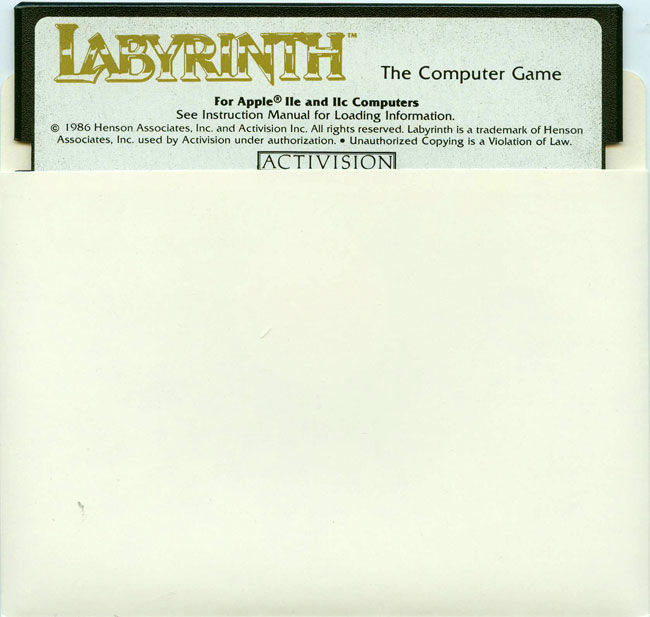 LABYRINTH™ The Computer Game
For Apple® IIe and IIc Computers
See Instruction Manual for Loading Information.
© 1986 Henson Associates, Inc. and Activision Inc. All rights reserved. Labyrinth is a trademark of Henson
Associates, Inc. used by Activision under authorization. • Unauthorized Copying is a Violation of Law.
ACTIVISION